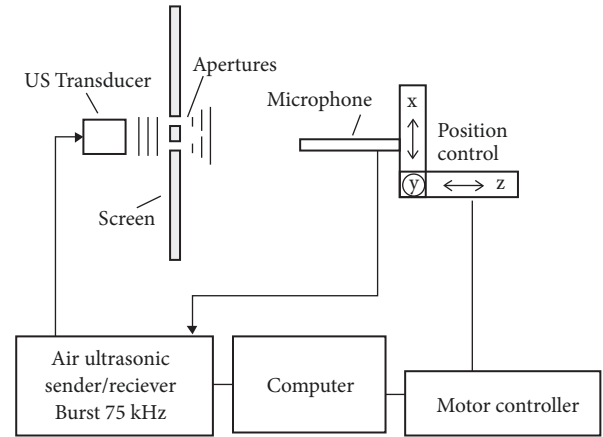 US Transducer
Apertures
Microphone
x
Position
control
y
z
Screen
Air ultrasonic
sender/reciever
Burst 75 kHz
Computer
Motor controller